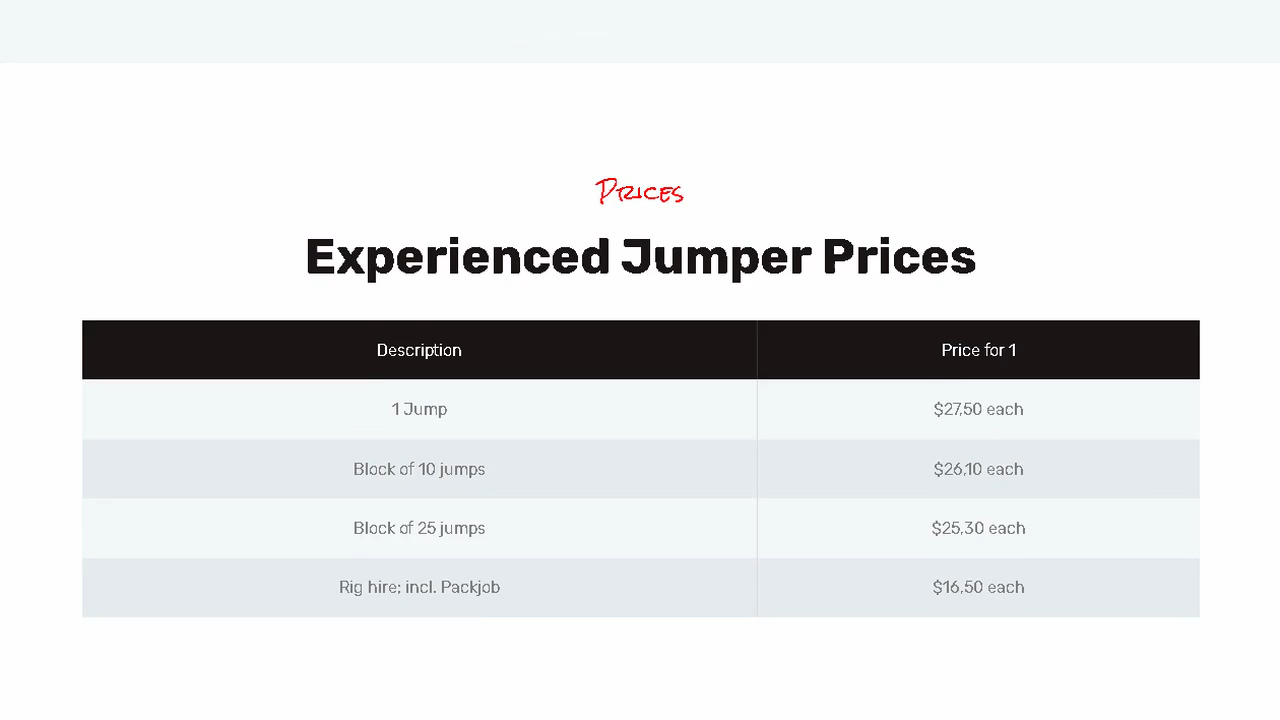 Prices
Experienced Jumper Prices
Description Price for 1
1 Jump $27,50 each
Block of 10 jumps $26,10 each
Block of 25 jumps $25,30 each
Rig hire; incl. Packjob $16,50 each